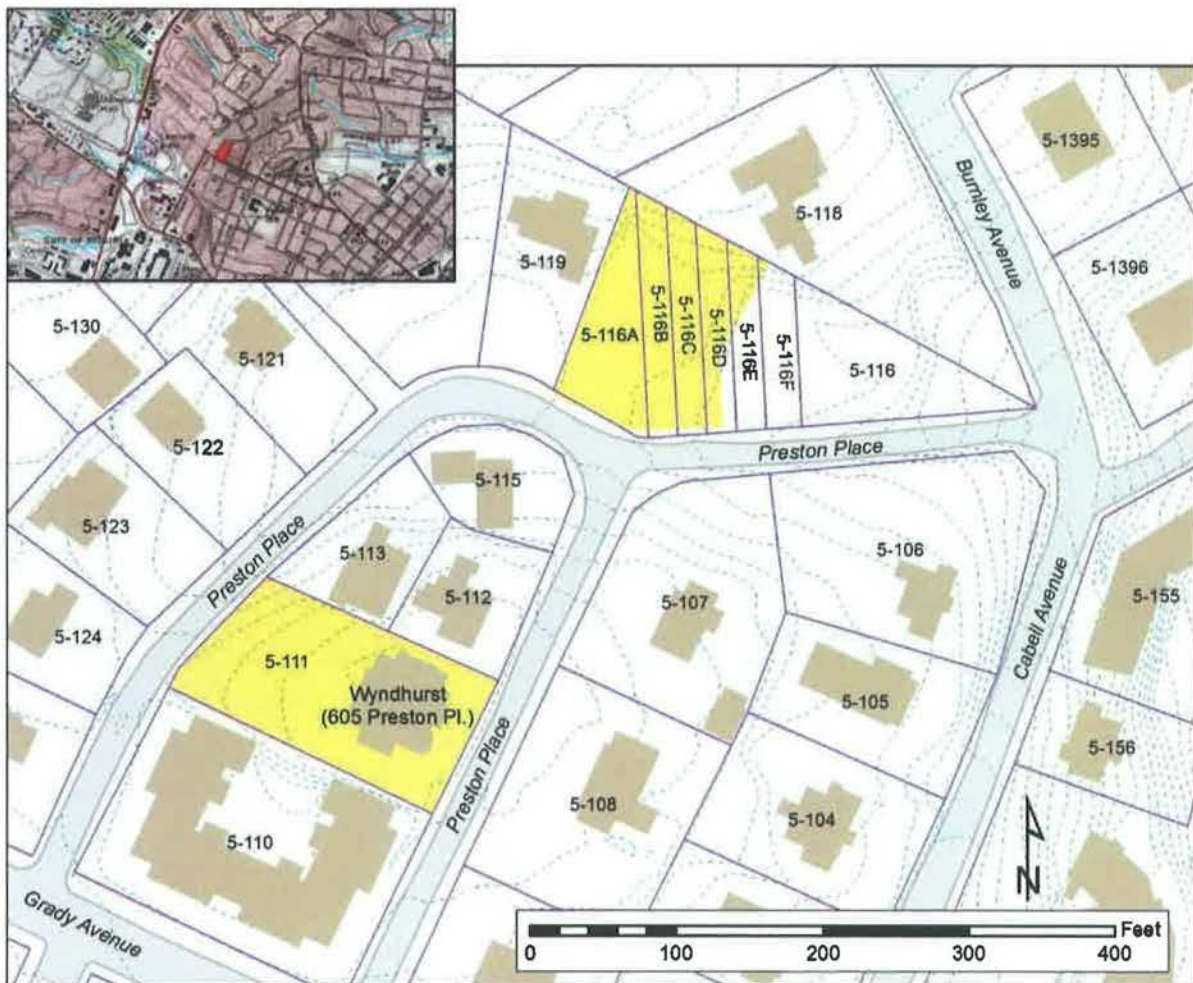 5-1395
Burnley Avenue
5-118
5-119
5-1396
5-130
5-121
5-116A
5-116B
5-116C
5-116D
5-116E
5-116F
5-116
5-122
Preston Place
5-115
5-123
Preston Place
5-113
5-106
5-112
5-107
5-155
5-124
5-111
Cabell Avenue
Wyndhurst
(605 Preston Pl.)
5-105
5-156
Preston Place
5-108
5-104
5-110
N
Grady Avenue
Feet
0 100 200 300 400